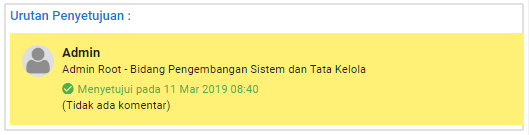 Urutan Penyetujuan :
Admin
Admin Root - Bidang Pengembangan Sistem dan Tata Kelola
Menyetujui pada 11 Mar 2019 08:40
(Tidak ada komentar)